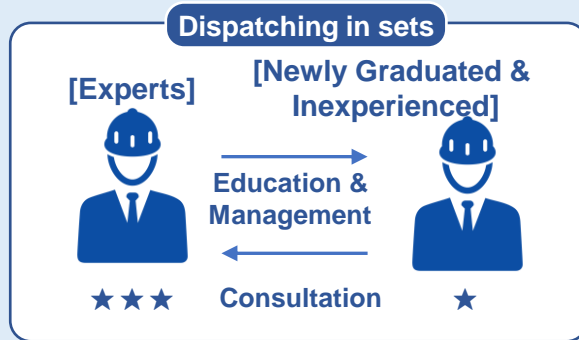 Dispatching in sets
[Experts]
[Newly Graduated &
Inexperienced]
Education &
Management
Consultation
★★★
★